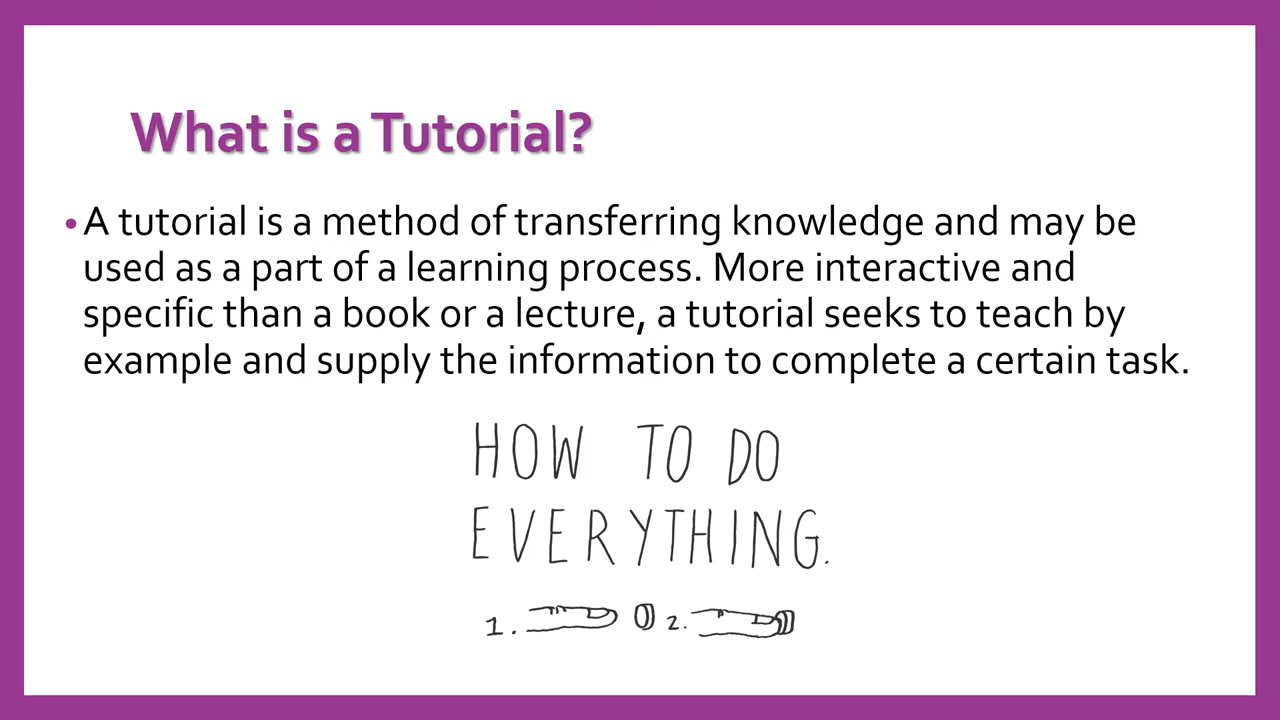 What is a Tutorial?
• A tutorial is a method of transferring knowledge and may be
used as a part of a learning process. More interactive and
specific than a book or a lecture, a tutorial seeks to teach by
example and supply the information to complete a certain task.
HOW TO DO
EVERYTHING.
1. 2.